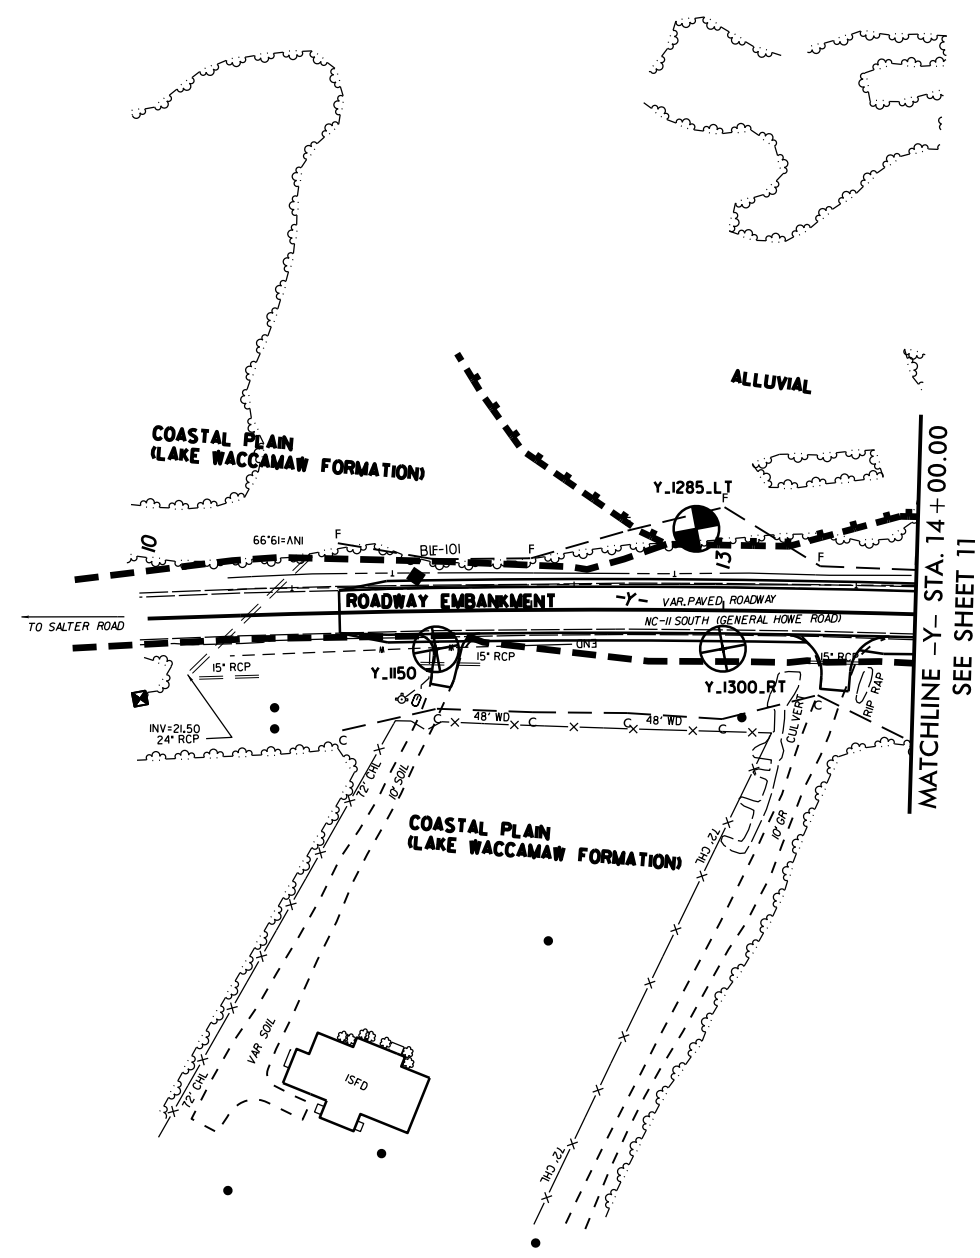 ALLUVIAL
COASTAL PLAIN
(LAKE WACCAMAW FORMATION)
Y_1285_LT
F
10
INV=19.99
F
BLF-101
F
13
F
ROADWAY EMBANKMENT
-Y-
VAR. PAVED ROADWAY
NC-11 SOUTH (GENERAL HOWE ROAD)
TO SALTER ROAD
END
15" RCP
Y_1150
15" RCP
15" RCP
Y_1300_RT
RIP RAP
CULVERT
INV=21.50
24" RCP
C
C
48" WD
C
C
48" WD
C
C
72" CHL
10' SOIL
COASTAL PLAIN
(LAKE WACCAMAW FORMATION)
72" CHL
10' GR
VAR SOIL
1SFD
72" CHL
72" CHL
MATCHLINE -Y- STA. 14+00.00
SEE SHEET 11